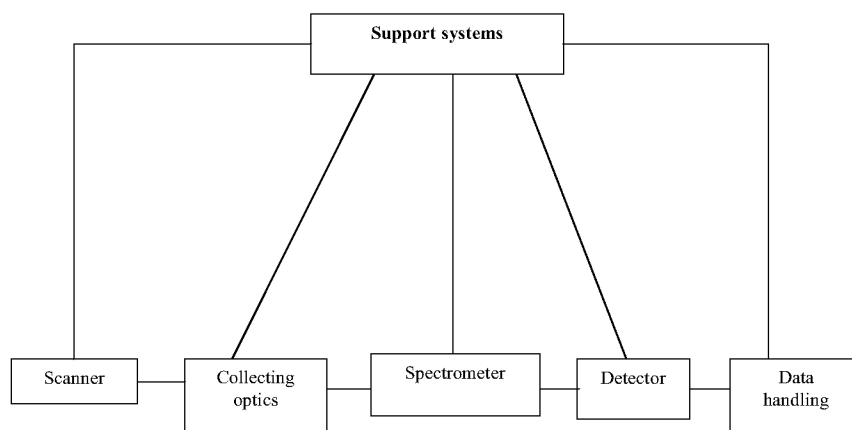 Support systems
Scanner
Collecting
optics
Spectrometer
Detector
Data
handling